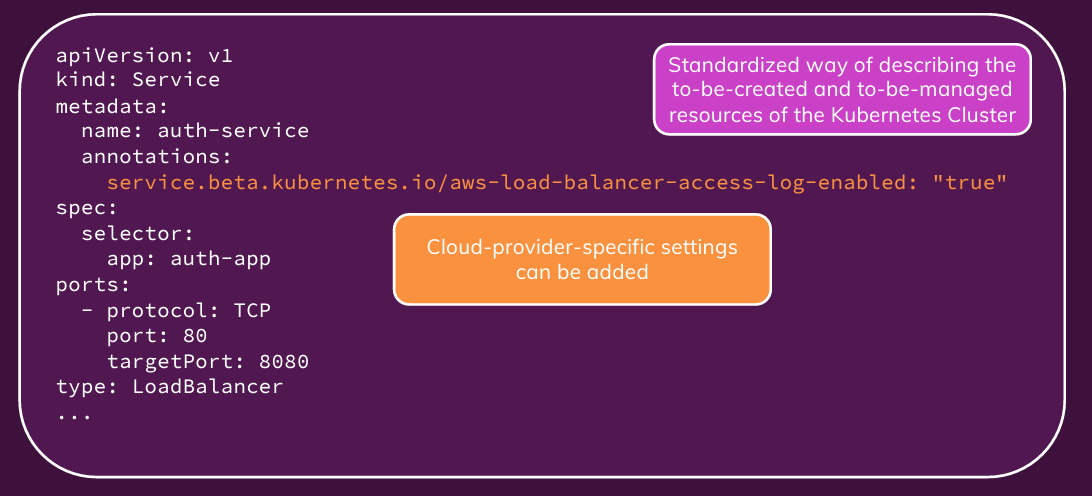 apiVersion: v1
kind: Service
metadata:
  name: auth-service
  annotations:
    service.beta.kubernetes.io/aws-load-balancer-access-log-enabled: "true"
spec:
  selector:
    app: auth-app
ports:
  - protocol: TCP
    port: 80
    targetPort: 8080
type: LoadBalancer
...
Standardized way of describing the
to-be-created and to-be-managed
resources of the Kubernetes Cluster
Cloud-provider-specific settings
can be added